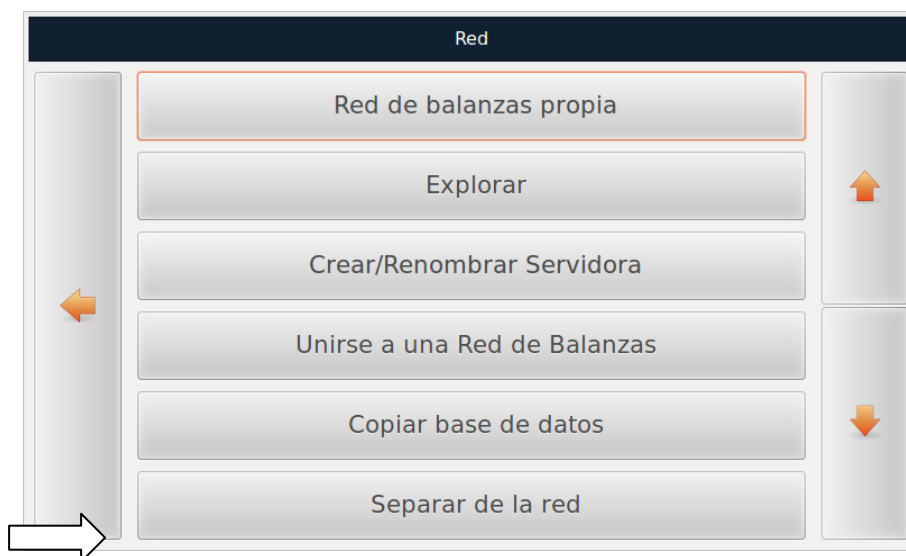 Red
Red de balanzas propia
Explorar
Crear/Renombrar Servidora
Unirse a una Red de Balanzas
Copiar base de datos
Separar de la red